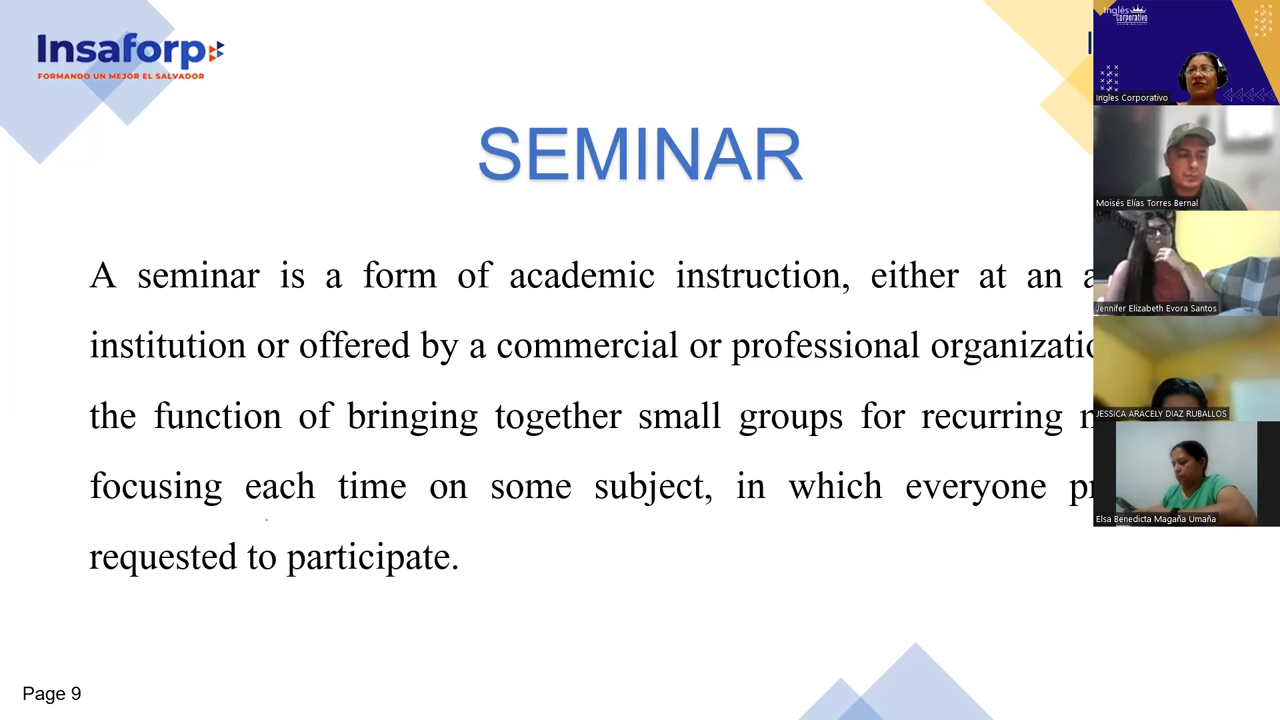 Insaforp
FORMANDO UN MEJOR EL SALVADOR
SEMINAR
A seminar is a form of academic instruction, either at an
institution or offered by a commercial or professional
the function of bringing together small groups for recurring
focusing each time on some subject, in which everyone
requested to participate.
Page 9
Inglés
Corporativo
Ingles Corporativo
Moisés Elías Torres Bernal
Jennifer Elizabeth Evora Santos
JESSICA ARACELY DIAZ RUBALLOS
Elsa Benedicta Magaña Umaña